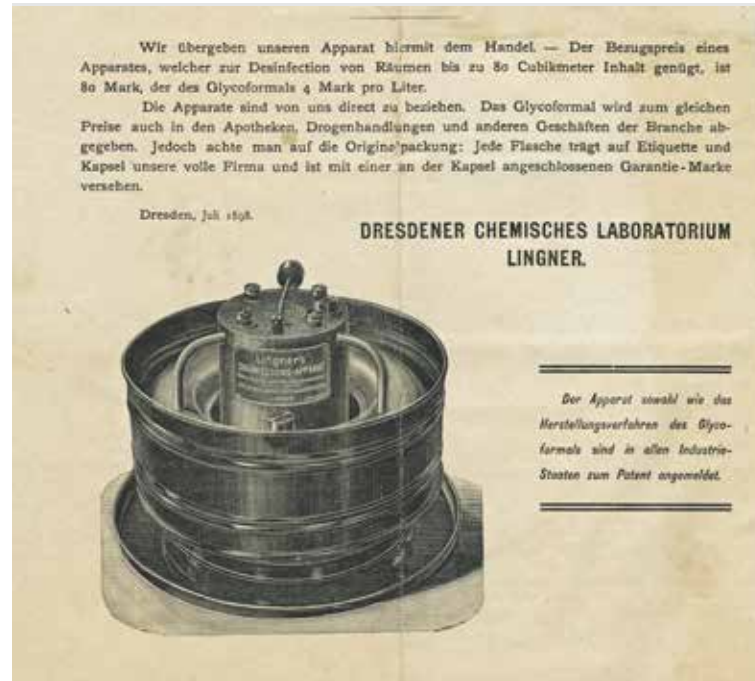 Wir übergeben unseren Apparat hiermit dem Handel. — Der Bezugspreis eines
Apparates, welcher zur Desinfection von Räumen bis zu 80 Cubikmeter Inhalt genügt, ist
80 Mark, der des Glycoformals 4 Mark pro Liter.
Die Apparate sind von uns direct zu beziehen. Das Glycoformal wird zum gleichen
Preise auch in den Apotheken, Drogenhandlungen und anderen Geschäften der Branche ab-
gegeben. Jedoch achte man auf die Originalpackung: Jede Flasche trägt auf Etiquette und
Kapsel unsere volle Firma und ist mit einer an der Kapsel angeschlossenen Garantie-Marke
versehen.
Dresden, Juli 1898.
DRESDENER CHEMISCHES LABORATORIUM
LINGNER.
Lingner's
DESINFECTIONS-APPARAT
Der Apparat sowohl wie das
Herstellungsverfahren des Glyco-
formals sind in allen Industrie-
Staaten zum Patent angemeldet.